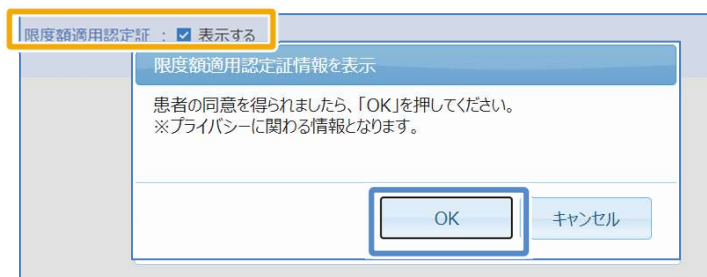 限度額適用認定証 : 表示する
限度額適用認定証情報を表示
患者の同意を得られましたら、「OK」を押してください。
※プライバシーに関わる情報となります。
OK
キャンセル